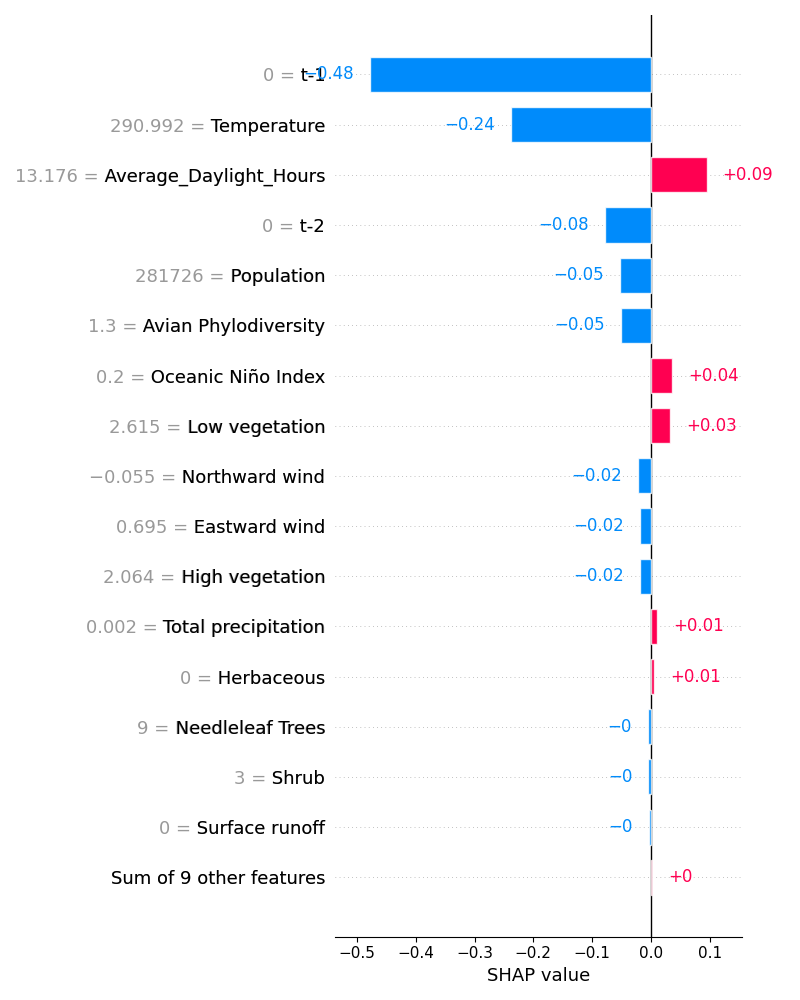 0 = t-1 −0.48
290.992 = Temperature −0.24
13.176 = Average_Daylight_Hours +0.09
0 = t-2 −0.08
281726 = Population −0.05
1.3 = Avian Phylodiversity −0.05
0.2 = Oceanic Niño Index +0.04
2.615 = Low vegetation +0.03
−0.055 = Northward wind −0.02
0.695 = Eastward wind −0.02
2.064 = High vegetation −0.02
0.002 = Total precipitation +0.01
0 = Herbaceous +0.01
9 = Needleleaf Trees −0
3 = Shrub −0
0 = Surface runoff −0
Sum of 9 other features +0
−0.5 −0.4 −0.3 −0.2 −0.1 0.0 0.1
SHAP value